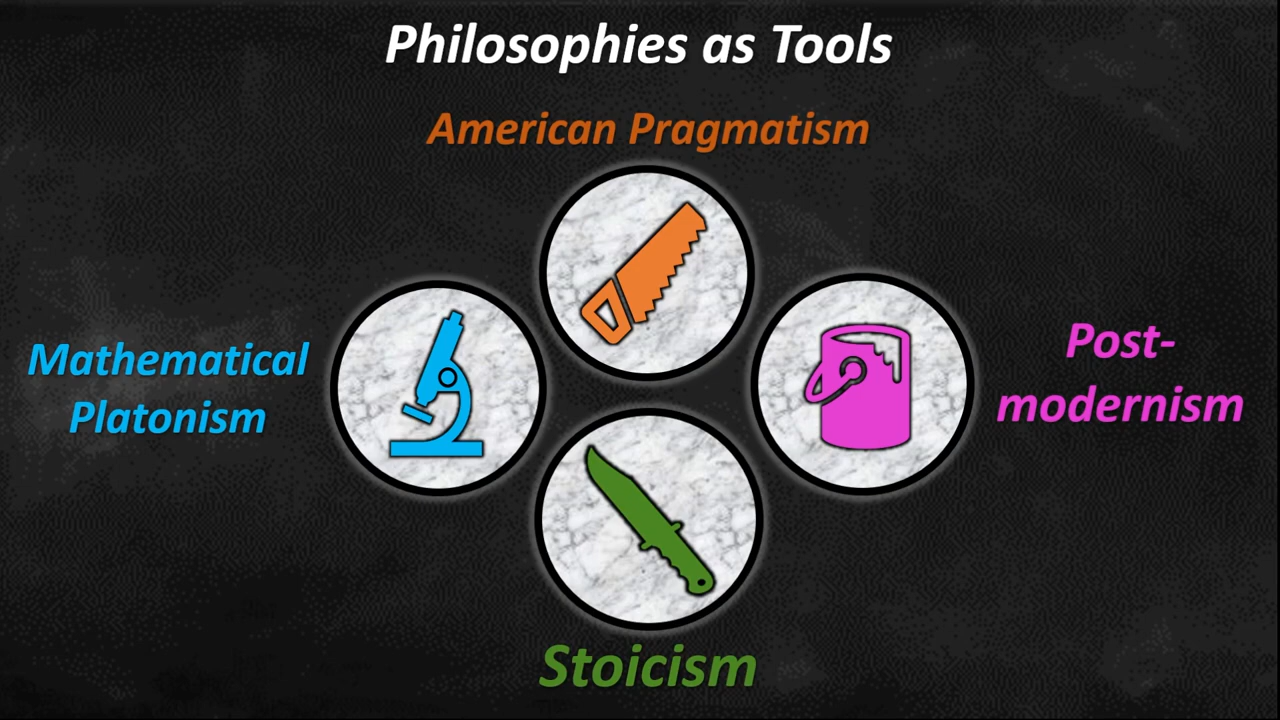 Philosophies as Tools
American Pragmatism
Mathematical
Platonism
Post-
modernism
Stoicism